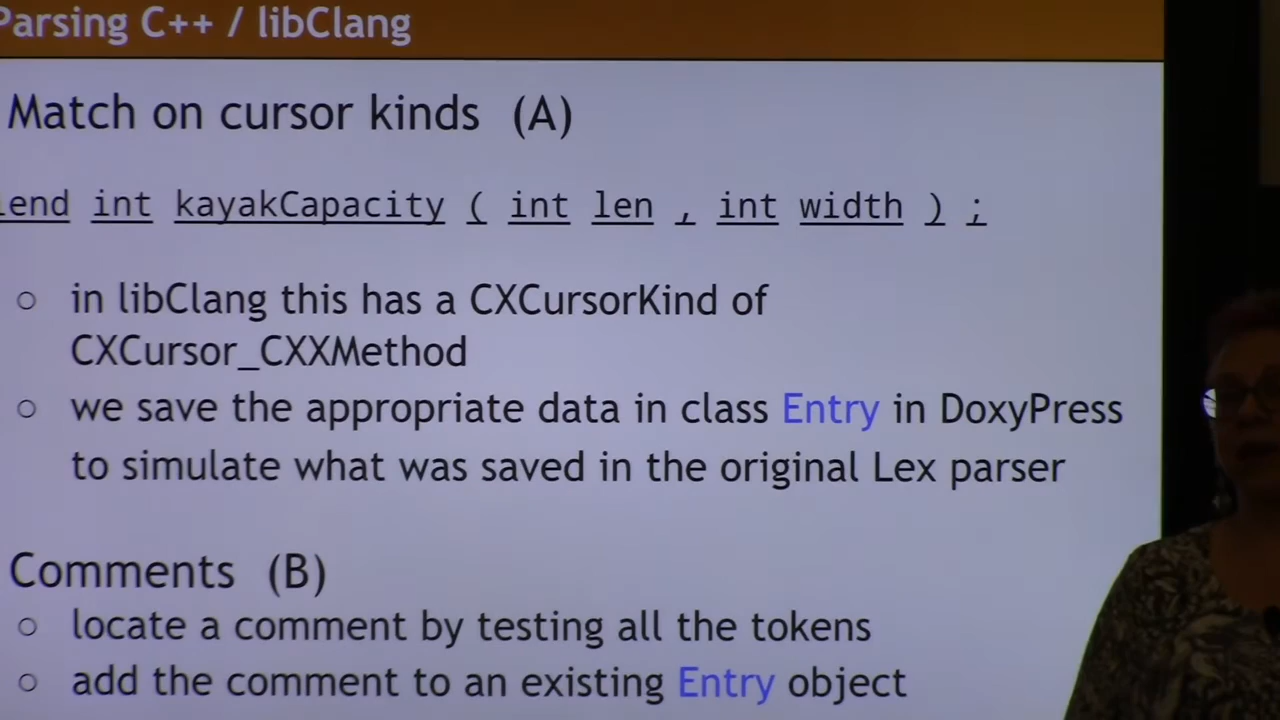 Parsing C++ / libClang
Match on cursor kinds (A)
iend int kayakCapacity ( int len , int width ) ;
○ in libClang this has a CXCursorKind of
CXCursor_CXXMethod
○ we save the appropriate data in class Entry in DoxyPress
to simulate what was saved in the original Lex parser
Comments (B)
○ locate a comment by testing all the tokens
○ add the comment to an existing Entry object